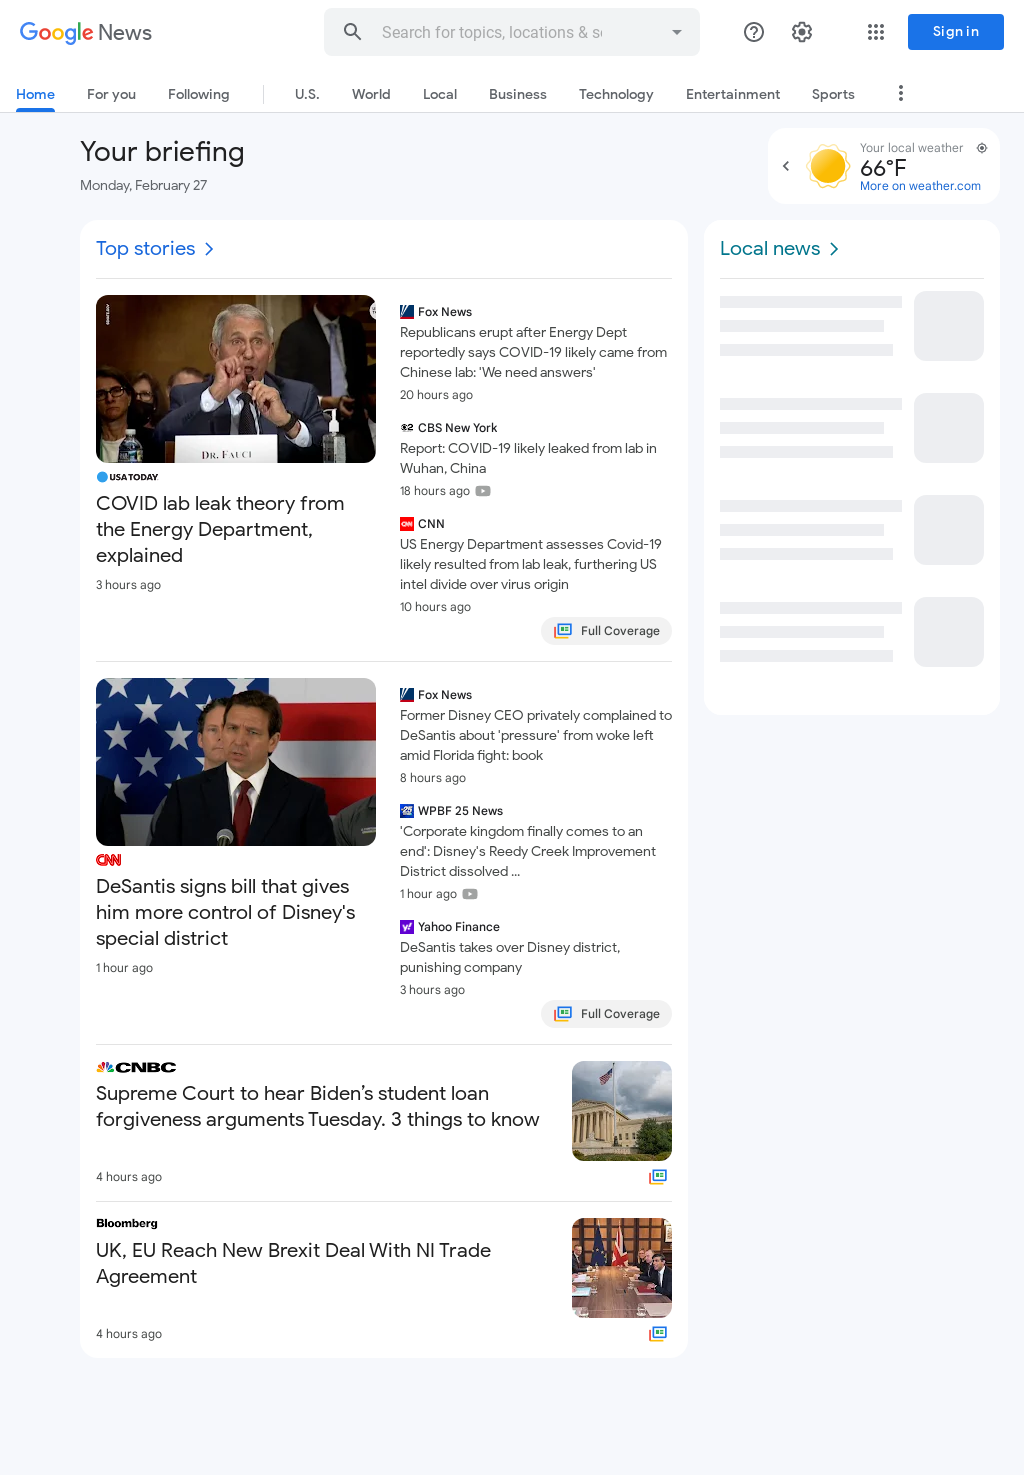 Google News
Search for topics, locations & so
Sign in
Home
For you
Following
U.S.
World
Local
Business
Technology
Entertainment
Sports
Your briefing
Monday, February 27
Your local weather
66°F
More on weather.com
Top stories
DR. FAUCI
USA TODAY
COVID lab leak theory from
the Energy Department,
explained
3 hours ago
Fox News
Republicans erupt after Energy Dept
reportedly says COVID-19 likely came from
Chinese lab: 'We need answers'
20 hours ago
CBS New York
Report: COVID-19 likely leaked from lab in
Wuhan, China
18 hours ago
CNN
US Energy Department assesses Covid-19
likely resulted from lab leak, furthering US
intel divide over virus origin
10 hours ago
Full Coverage
CNN
DeSantis signs bill that gives
him more control of Disney's
special district
1 hour ago
Fox News
Former Disney CEO privately complained to
DeSantis about 'pressure' from woke left
amid Florida fight: book
8 hours ago
WPBF 25 News
'Corporate kingdom finally comes to an
end': Disney's Reedy Creek Improvement
District dissolved ...
1 hour ago
Yahoo Finance
DeSantis takes over Disney district,
punishing company
3 hours ago
Full Coverage
CNBC
Supreme Court to hear Biden’s student loan
forgiveness arguments Tuesday. 3 things to know
4 hours ago
Bloomberg
UK, EU Reach New Brexit Deal With NI Trade
Agreement
4 hours ago
Local news